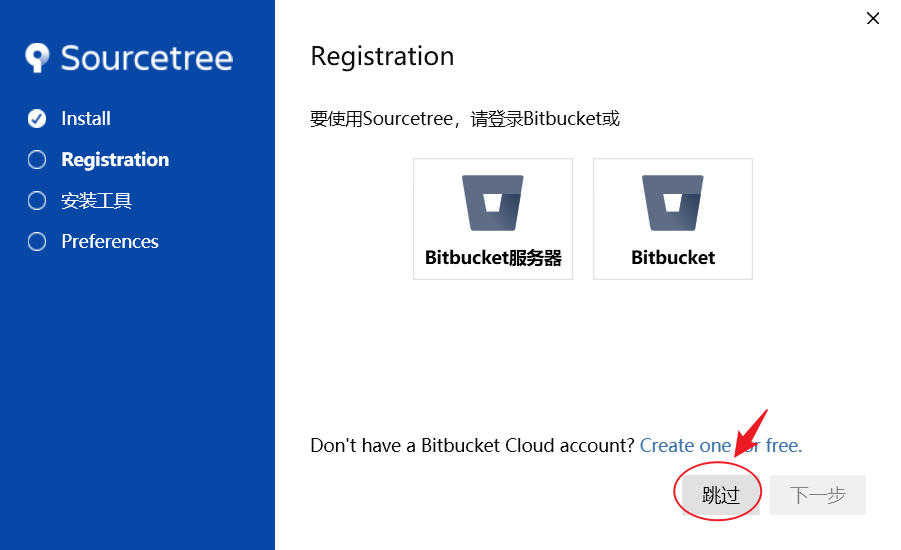 Sourcetree
Install
Registration
安装工具
Preferences
Registration
要使用Sourcetree，请登录Bitbucket或
Bitbucket服务器
Bitbucket
Don't have a Bitbucket Cloud account? Create one for free.
跳过
下一步